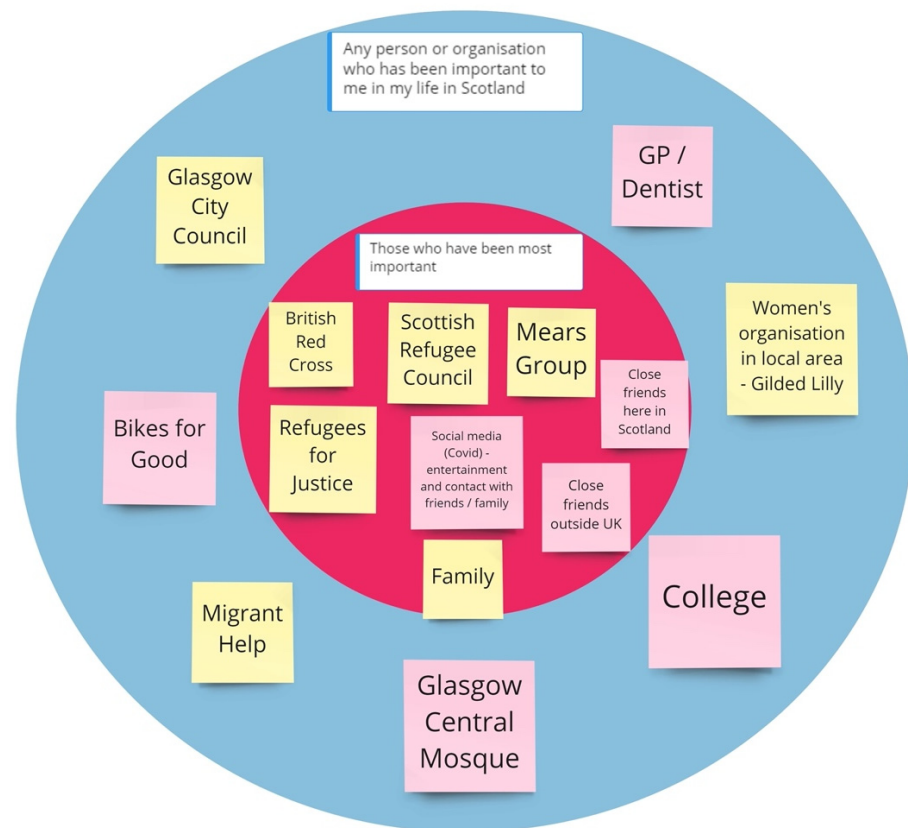 Any person or organisation
who has been important to
me in my life in Scotland
GP /
Dentist
Glasgow
City
Council
Those who have been most
important
Women's
organisation
in local area
- Gilded Lilly
British
Red
Cross
Scottish
Refugee
Council
Mears
Group
Close
friends
here in
Scotland
Bikes for
Good
Refugees
for
Justice
Social media
(Covid) -
entertainment
and contact with
friends / family
Close
friends
outside UK
Family
College
Migrant
Help
Glasgow
Central
Mosque